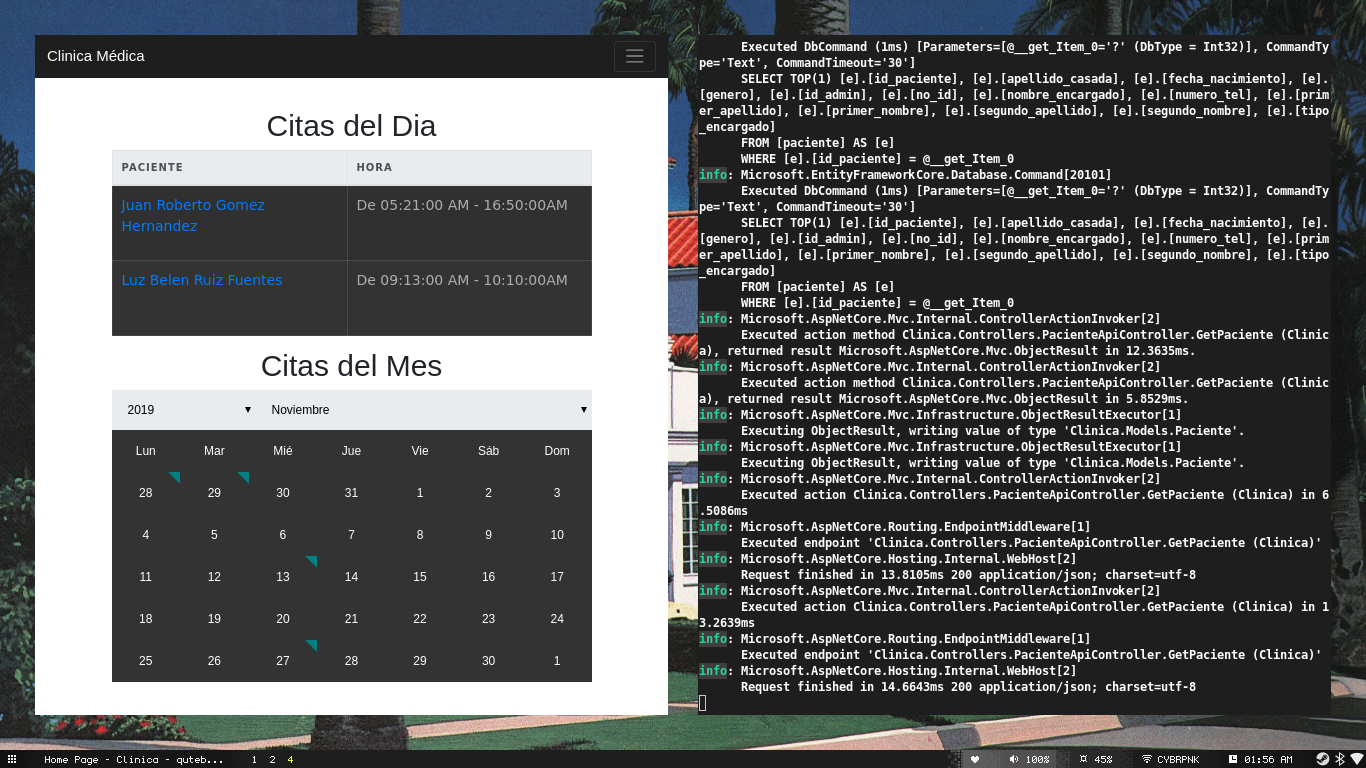 Clinica Médica
Citas del Dia
PACIENTE HORA
Juan Roberto Gomez De 05:21:00 AM - 16:50:00AM
Hernandez
Luz Belen Ruiz Fuentes De 09:13:00 AM - 10:10:00AM
Citas del Mes
2019 Noviembre
Lun Mar Mié Jue Vie Sáb Dom
28 29 30 31 1 2 3
4 5 6 7 8 9 10
11 12 13 14 15 16 17
18 19 20 21 22 23 24
25 26 27 28 29 30 1
Executed DbCommand (1ms) [Parameters=[@__get_Item_0='?' (DbType = Int32)], CommandTy
pe='Text', CommandTimeout='30']
SELECT TOP(1) [e].[id_paciente], [e].[apellido_casada], [e].[fecha_nacimiento], [e].
[genero], [e].[id_admin], [e].[no_id], [e].[nombre_encargado], [e].[numero_tel], [e].[prim
er_apellido], [e].[primer_nombre], [e].[segundo_apellido], [e].[segundo_nombre], [e].[tipo
_encargado]
FROM [paciente] AS [e]
WHERE [e].[id_paciente] = @__get_Item_0
info: Microsoft.EntityFrameworkCore.Database.Command[20101]
Executed DbCommand (1ms) [Parameters=[@__get_Item_0='?' (DbType = Int32)], CommandTy
pe='Text', CommandTimeout='30']
SELECT TOP(1) [e].[id_paciente], [e].[apellido_casada], [e].[fecha_nacimiento], [e].
[genero], [e].[id_admin], [e].[no_id], [e].[nombre_encargado], [e].[numero_tel], [e].[prim
er_apellido], [e].[primer_nombre], [e].[segundo_apellido], [e].[segundo_nombre], [e].[tipo
_encargado]
FROM [paciente] AS [e]
WHERE [e].[id_paciente] = @__get_Item_0
info: Microsoft.AspNetCore.Mvc.Internal.ControllerActionInvoker[2]
Executed action method Clinica.Controllers.PacienteApiController.GetPaciente (Clinic
a), returned result Microsoft.AspNetCore.Mvc.ObjectResult in 12.3635ms.
info: Microsoft.AspNetCore.Mvc.Internal.ControllerActionInvoker[2]
Executed action method Clinica.Controllers.PacienteApiController.GetPaciente (Clinic
a), returned result Microsoft.AspNetCore.Mvc.ObjectResult in 5.8529ms.
info: Microsoft.AspNetCore.Mvc.Infrastructure.ObjectResultExecutor[1]
Executing ObjectResult, writing value of type 'Clinica.Models.Paciente'.
info: Microsoft.AspNetCore.Mvc.Infrastructure.ObjectResultExecutor[1]
Executing ObjectResult, writing value of type 'Clinica.Models.Paciente'.
info: Microsoft.AspNetCore.Mvc.Internal.ControllerActionInvoker[2]
Executed action Clinica.Controllers.PacienteApiController.GetPaciente (Clinica) in 6
.5086ms
info: Microsoft.AspNetCore.Routing.EndpointMiddleware[1]
Executed endpoint 'Clinica.Controllers.PacienteApiController.GetPaciente (Clinica)'
info: Microsoft.AspNetCore.Hosting.Internal.WebHost[2]
Request finished in 13.8105ms 200 application/json; charset=utf-8
info: Microsoft.AspNetCore.Mvc.Internal.ControllerActionInvoker[2]
Executed action Clinica.Controllers.PacienteApiController.GetPaciente (Clinica) in 1
3.2639ms
info: Microsoft.AspNetCore.Routing.EndpointMiddleware[1]
Executed endpoint 'Clinica.Controllers.PacienteApiController.GetPaciente (Clinica)'
info: Microsoft.AspNetCore.Hosting.Internal.WebHost[2]
Request finished in 14.6643ms 200 application/json; charset=utf-8
Home Page - Clinica - quteb... 1 2 4 100% 45% CYBRPNK 01:56 AM